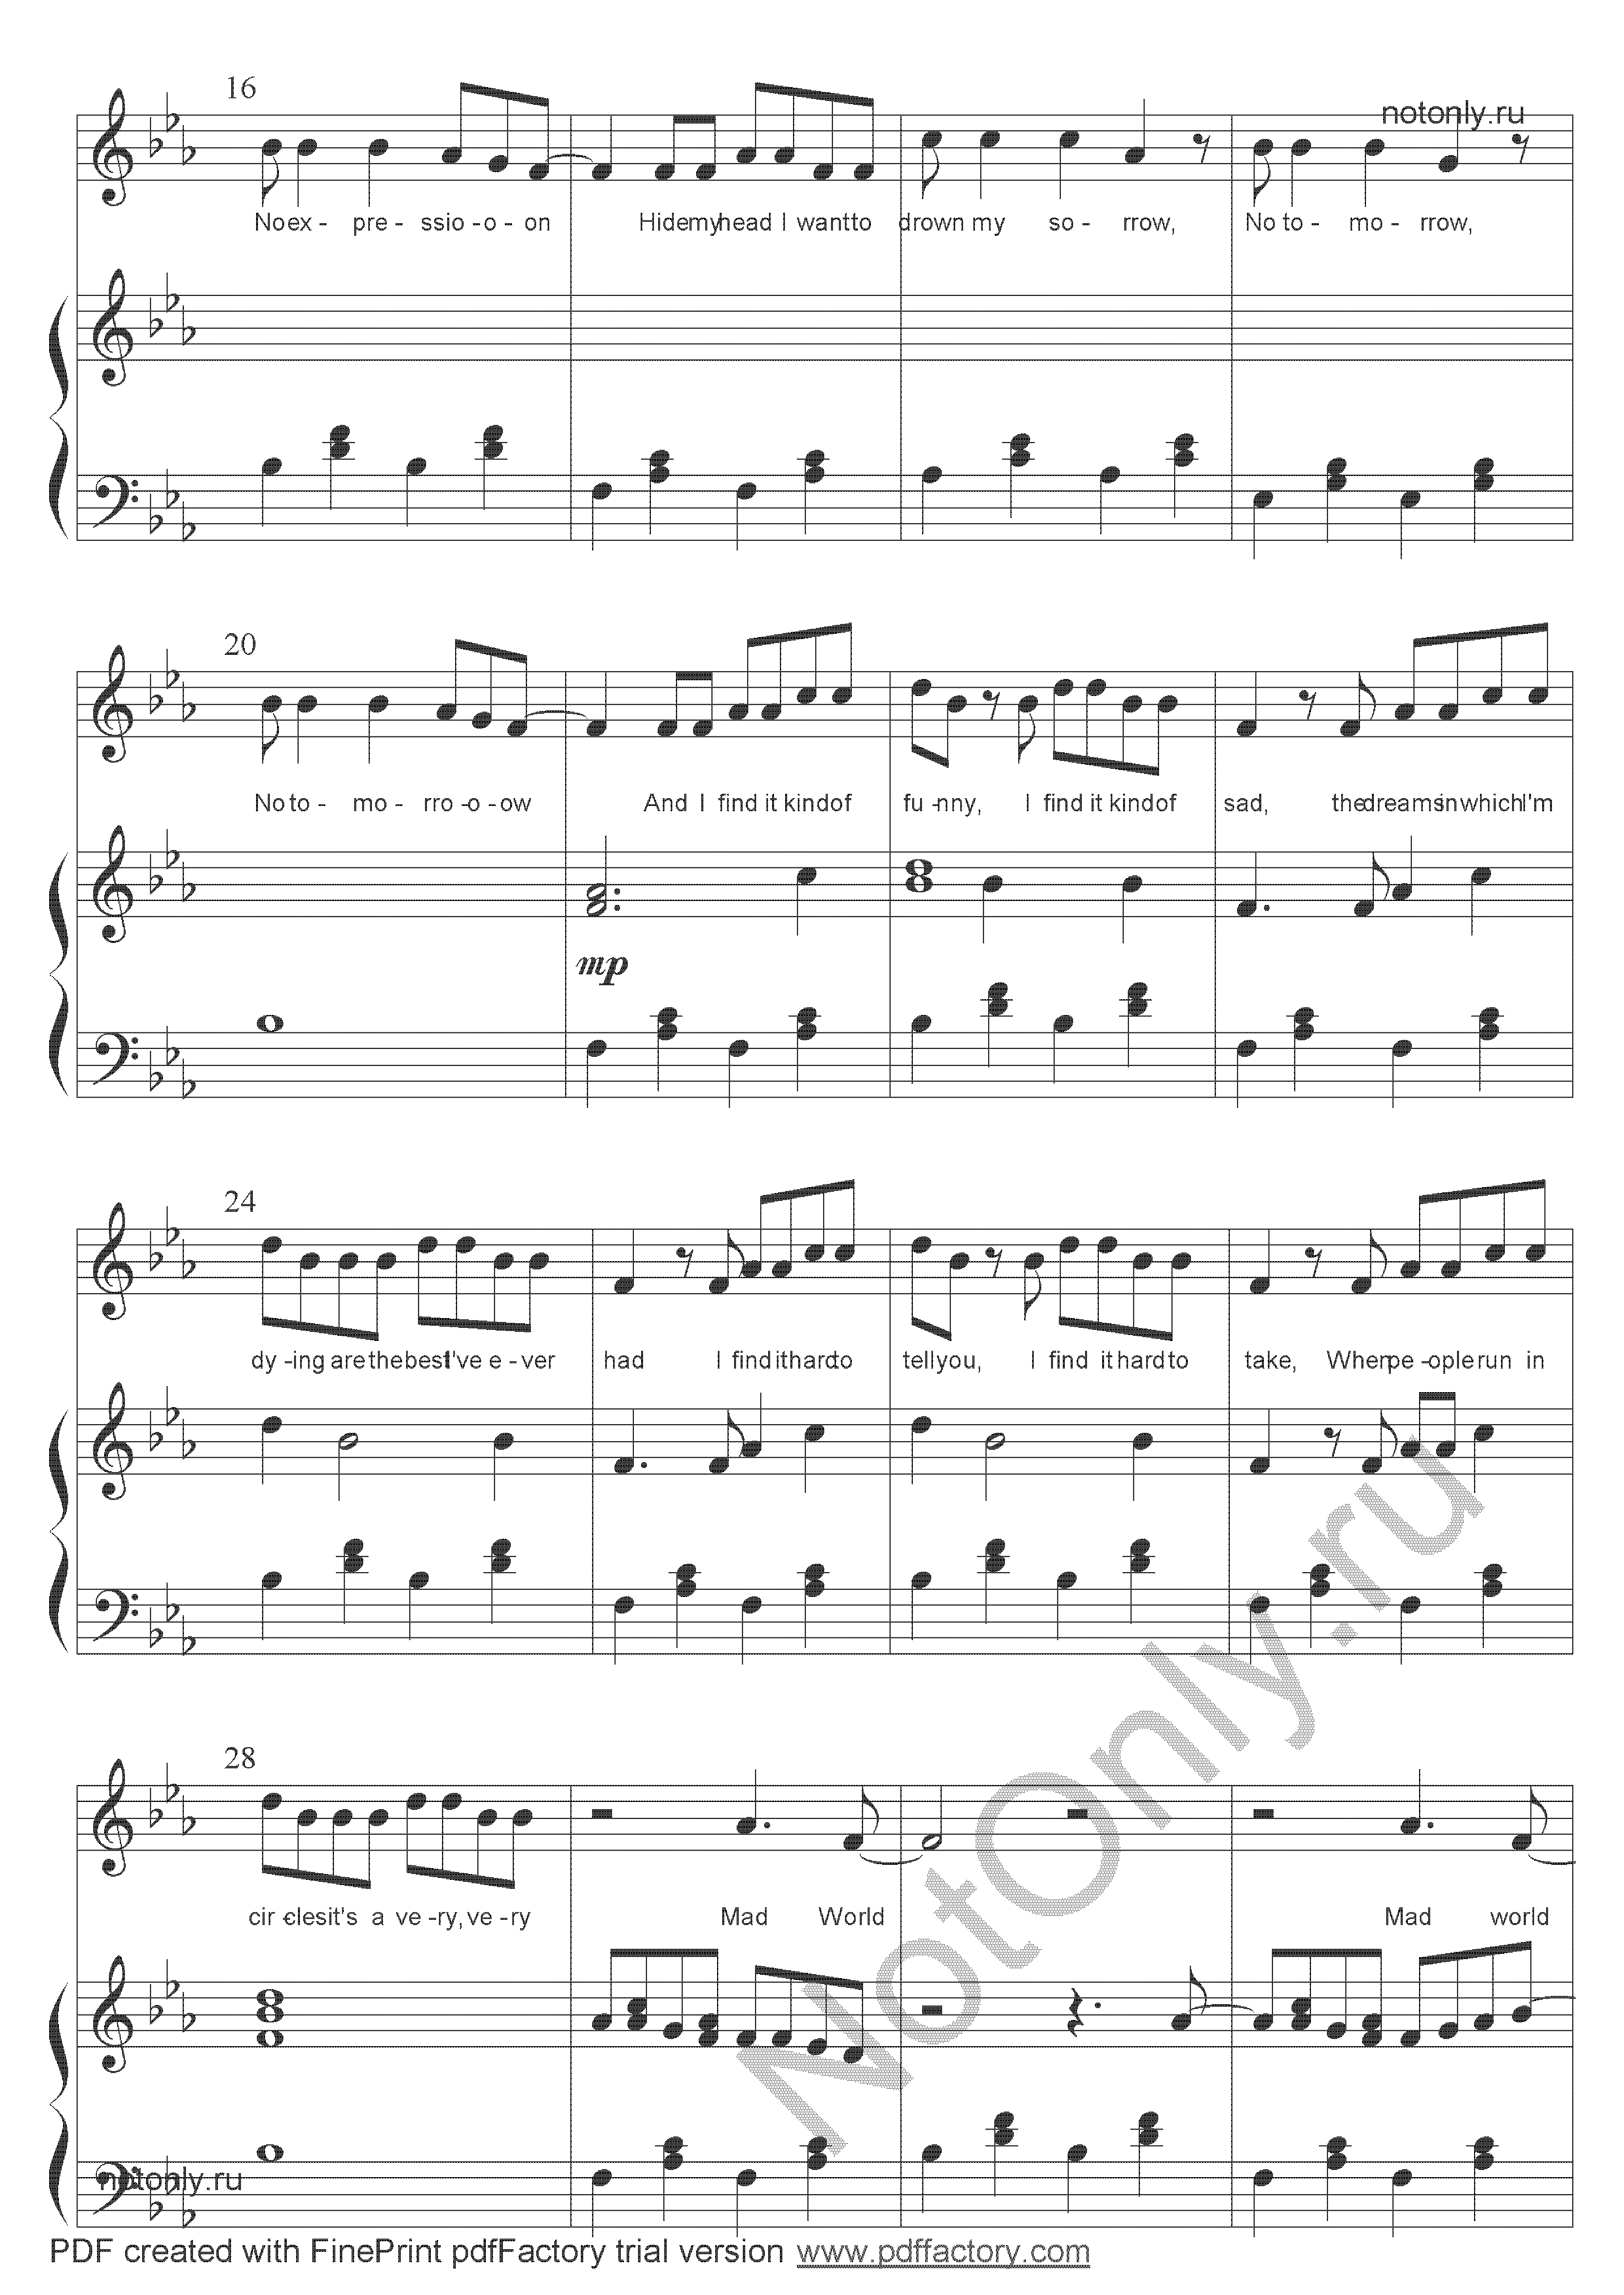 16
notonly.ru
No ex - pre - ssio - o - on Hide my head I want to drown my so - rrow, No to - mo - rrow,
20
No to - mo - rro - o - ow And I find it kind of fu - nny, I find it kind of sad, the dreams in which I'm
mp
24
dy - ing are the best I've e - ver had I find it hard to tell you, I find it hard to take, When pe - ople run in
28
cir - cles it's a ve - ry, ve - ry Mad World Mad world
NotOnly.ru
notonly.ru
PDF created with FinePrint pdfFactory trial version www.pdffactory.com